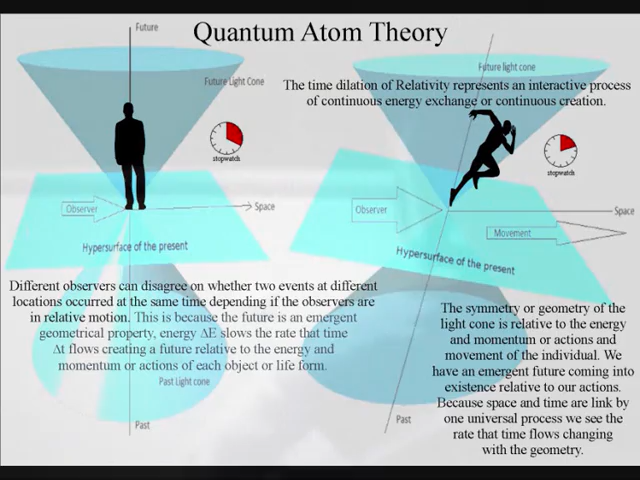 Quantum Atom Theory
Future
Future Light Cone
stopwatch
Observer
Space
Hypersurface of the present
Different observers can disagree on whether two events at different
locations occurred at the same time depending if the observers are
in relative motion. This is because the future is an emergent
geometrical property, energy ΔE slows the rate that time
Δt flows creating a future relative to the energy and
momentum or actions of each object or life form.
Past Light cone
Past
Future light cone
The time dilation of Relativity represents an interactive process
of continuous energy exchange or continuous creation.
stopwatch
Observer
Space
Movement
Hypersurface of the present
The symmetry or geometry of the
light cone is relative to the energy
and momentum or actions and
movement of the individual. We
have an emergent future coming into
existence relative to our actions.
Because space and time are link by
one universal process we see the
rate that time flows changing
with the geometry.
Past